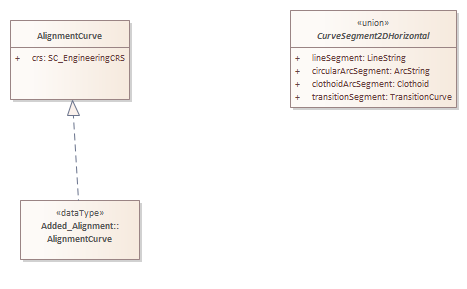 AlignmentCurve
+ crs: SC_EngineeringCRS
«union»
CurveSegment2DHorizontal
+ lineSegment: LineString
+ circularArcSegment: ArcString
+ clothoidArcSegment: Clothoid
+ transitionSegment: TransitionCurve
«dataType»
Added_Alignment::
AlignmentCurve